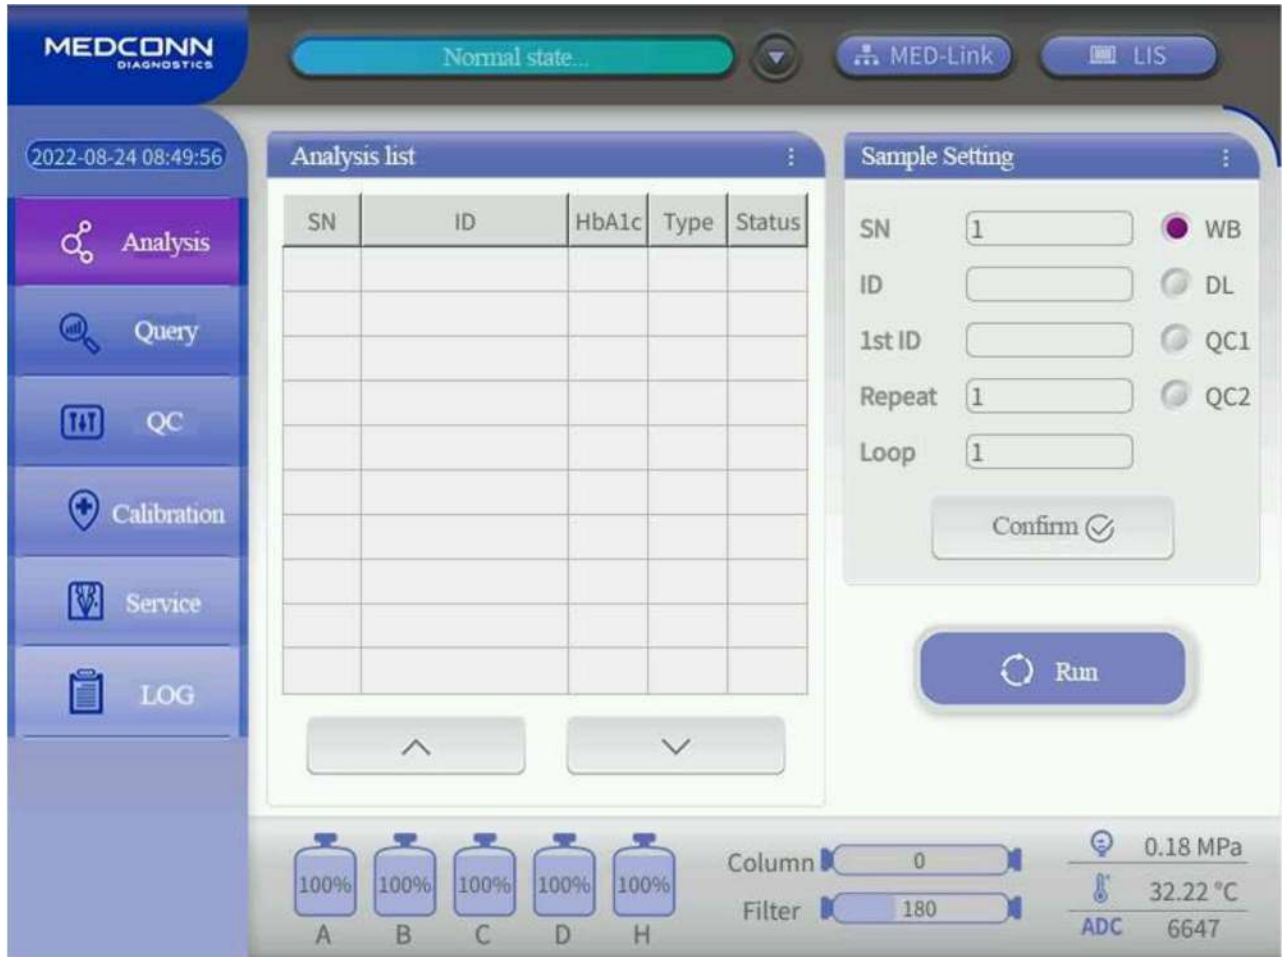 MEDCONN
DIAGNOSTICS
Normal state...
MED-Link
LIS
2022-08-24 08:49:56
Analysis
Query
QC
Calibration
Service
LOG
Analysis list
SN ID HbA1c Type Status
Sample Setting
SN 1 WB
ID DL
1st ID QC1
Repeat 1 QC2
Loop 1
Confirm
Run
100% 100% 100% 100% 100%
A B C D H
Column 0
Filter 180
0.18 MPa
32.22 °C
ADC 6647